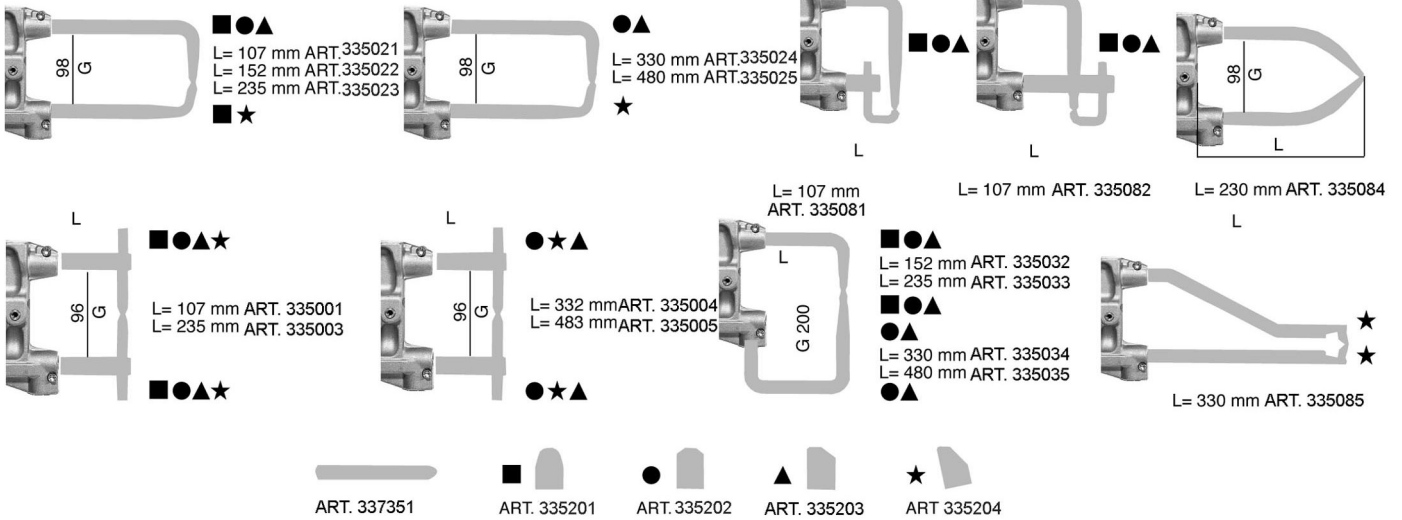 98
G
■●▲
L= 107 mm ART. 335021
L= 152 mm ART. 335022
L= 235 mm ART. 335023
■★
98
G
●▲
L= 330 mm ART. 335024
L= 480 mm ART. 335025
★
■●▲
L
L= 107 mm
ART. 335081
■●▲
L
L= 107 mm ART. 335082
98
G
L
L= 230 mm ART. 335084
L
■●▲★
96
G
L= 107 mm ART. 335001
L= 235 mm ART. 335003
■●▲★
L
●★▲
96
G
L= 332 mm ART. 335004
L= 483 mm ART. 335005
●★▲
L
G 200
■●▲
L= 152 mm ART. 335032
L= 235 mm ART. 335033
■●▲
●▲
L= 330 mm ART. 335034
L= 480 mm ART. 335035
●▲
L
★
★
L= 330 mm ART. 335085
ART. 337351
■
ART. 335201
●
ART. 335202
▲
ART. 335203
★
ART 335204